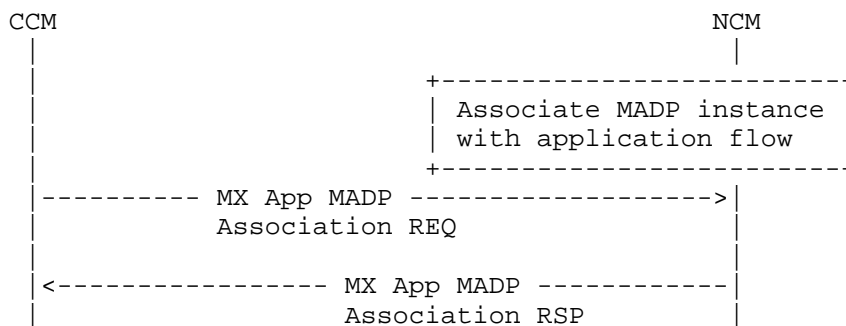 CCM NCM
Associate MADP instance
with application flow
MX App MADP
Association REQ
MX App MADP
Association RSP